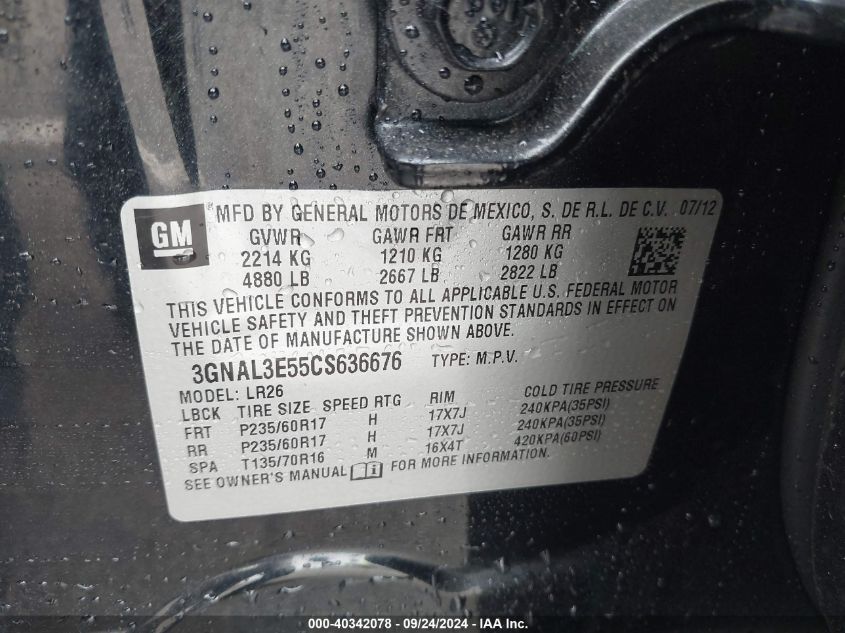 GM
MFD BY GENERAL MOTORS DE MEXICO, S. DE R.L. DE C.V. 07/12
GVWR GAWR FRT GAWR RR
2214 KG 1210 KG 1280 KG
4880 LB 2667 LB 2822 LB
THIS VEHICLE CONFORMS TO ALL APPLICABLE U.S. FEDERAL MOTOR
VEHICLE SAFETY AND THEFT PREVENTION STANDARDS IN EFFECT ON
THE DATE OF MANUFACTURE SHOWN ABOVE.
3GNAL3E55CS636676 TYPE: M.P.V.
MODEL: LR26
LBCK TIRE SIZE SPEED RTG RIM COLD TIRE PRESSURE
FRT P235/60R17 H 17X7J 240KPA(35PSI)
RR P235/60R17 H 17X7J 240KPA(35PSI)
SPA T135/70R16 M 16X4T 420KPA(60PSI)
SEE OWNER'S MANUAL FOR MORE INFORMATION.
000-40342078 - 09/24/2024 - IAA Inc.